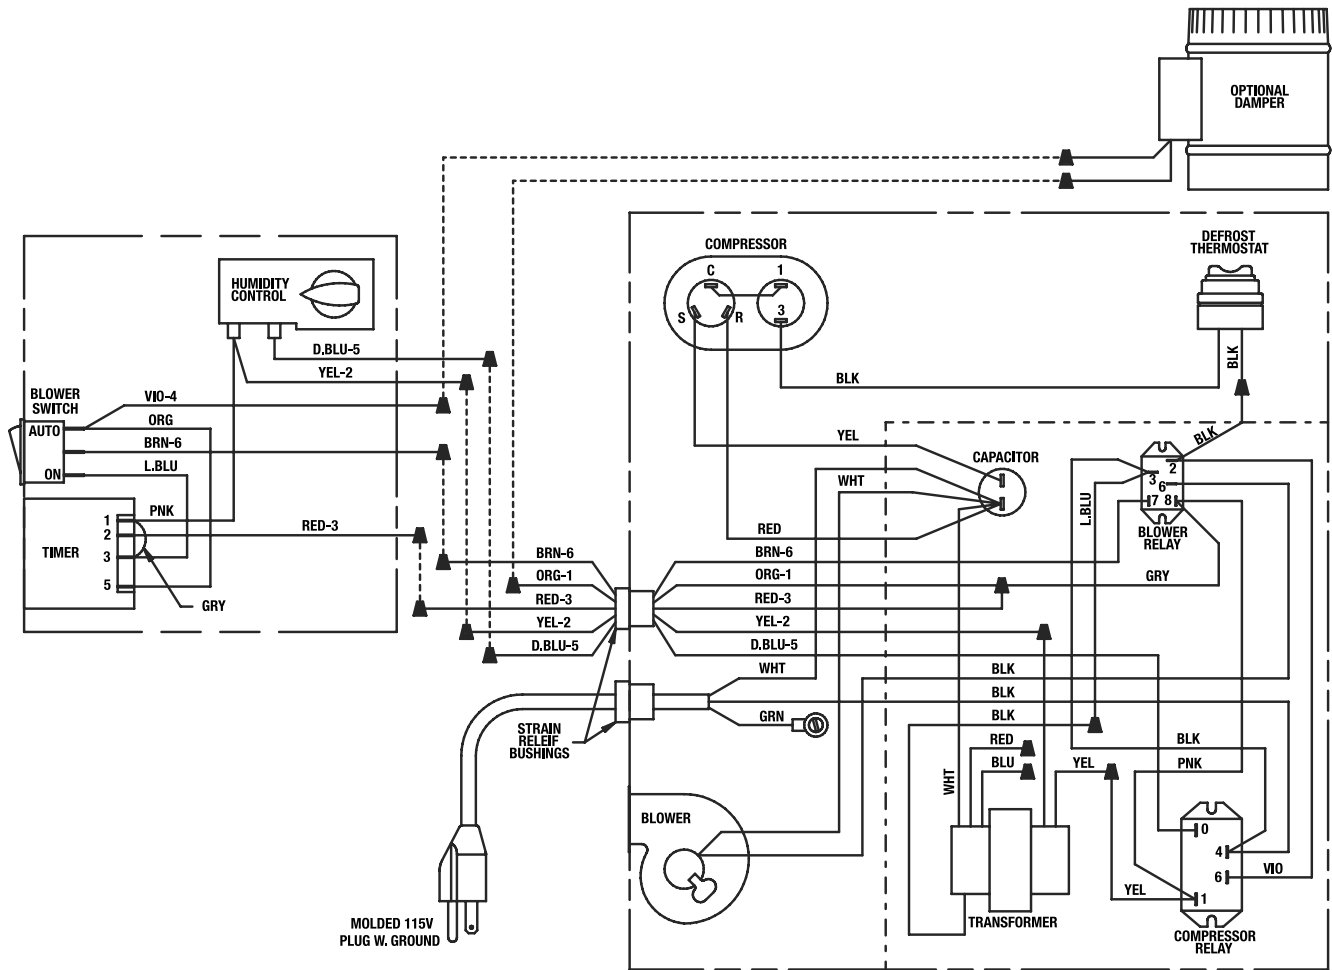 OPTIONAL
DAMPER
DEFROST
THERMOSTAT
COMPRESSOR
C
1
S
R
3
HUMIDITY
CONTROL
D.BLU-5
YEL-2
BLK
BLK
BLOWER
SWITCH
VIO-4
AUTO
ORG
BRN-6
L.BLU
ON
YEL
CAPACITOR
WHT
BLK
2
3
6
7
8
L.BLU
BLOWER
RELAY
TIMER
1
2
3
5
PNK
RED-3
GRY
RED
BRN-6
ORG-1
RED-3
YEL-2
D.BLU-5
BRN-6
ORG-1
RED-3
YEL-2
D.BLU-5
GRY
WHT
BLK
BLK
GRN
BLK
STRAIN
RELEIF
BUSHINGS
RED
BLU
WHT
YEL
BLK
PNK
BLOWER
0
4
6
1
VIO
YEL
MOLDED 115V
PLUG W. GROUND
TRANSFORMER
COMPRESSOR
RELAY